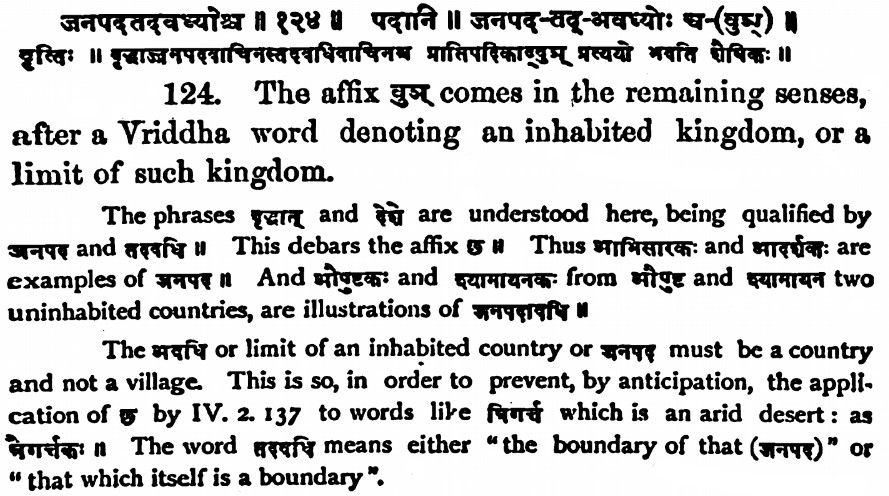 जनपदतदवध्योश्च ॥ १२४ ॥ पदानि ॥ जनपद-तद्-अवध्योः च-(वुञ्) ॥
वृत्तिः ॥ वृद्धाज्जनपदवाचिनस्तदवधिवाचिनश्च प्रातिपदिकाद्वुञ् प्रत्ययो भवति शैषिकः ॥
124. The affix वुञ् comes in the remaining senses,
after a Vriddha word denoting an inhabited kingdom, or a
limit of such kingdom.
The phrases वृद्धात् and देशे are understood here, being qualified by
जनपद and तदवधि ॥ This debars the affix छ ॥ Thus आभिसारकः and आदर्शकः are
examples of जनपद ॥ And औपुष्टकः and श्यामायनकः from औपुष्ट and श्यामायन two
uninhabited countries, are illustrations of जनपदावधि ॥
The अवधि or limit of an inhabited country or जनपद must be a country
and not a village. This is so, in order to prevent, by anticipation, the appli-
cation of छ by IV. 2. 137 to words like त्रिगर्त्त which is an arid desert : as
त्रैगर्त्तकः ॥ The word तदवधि means either "the boundary of that (जनपद)" or
"that which itself is a boundary".